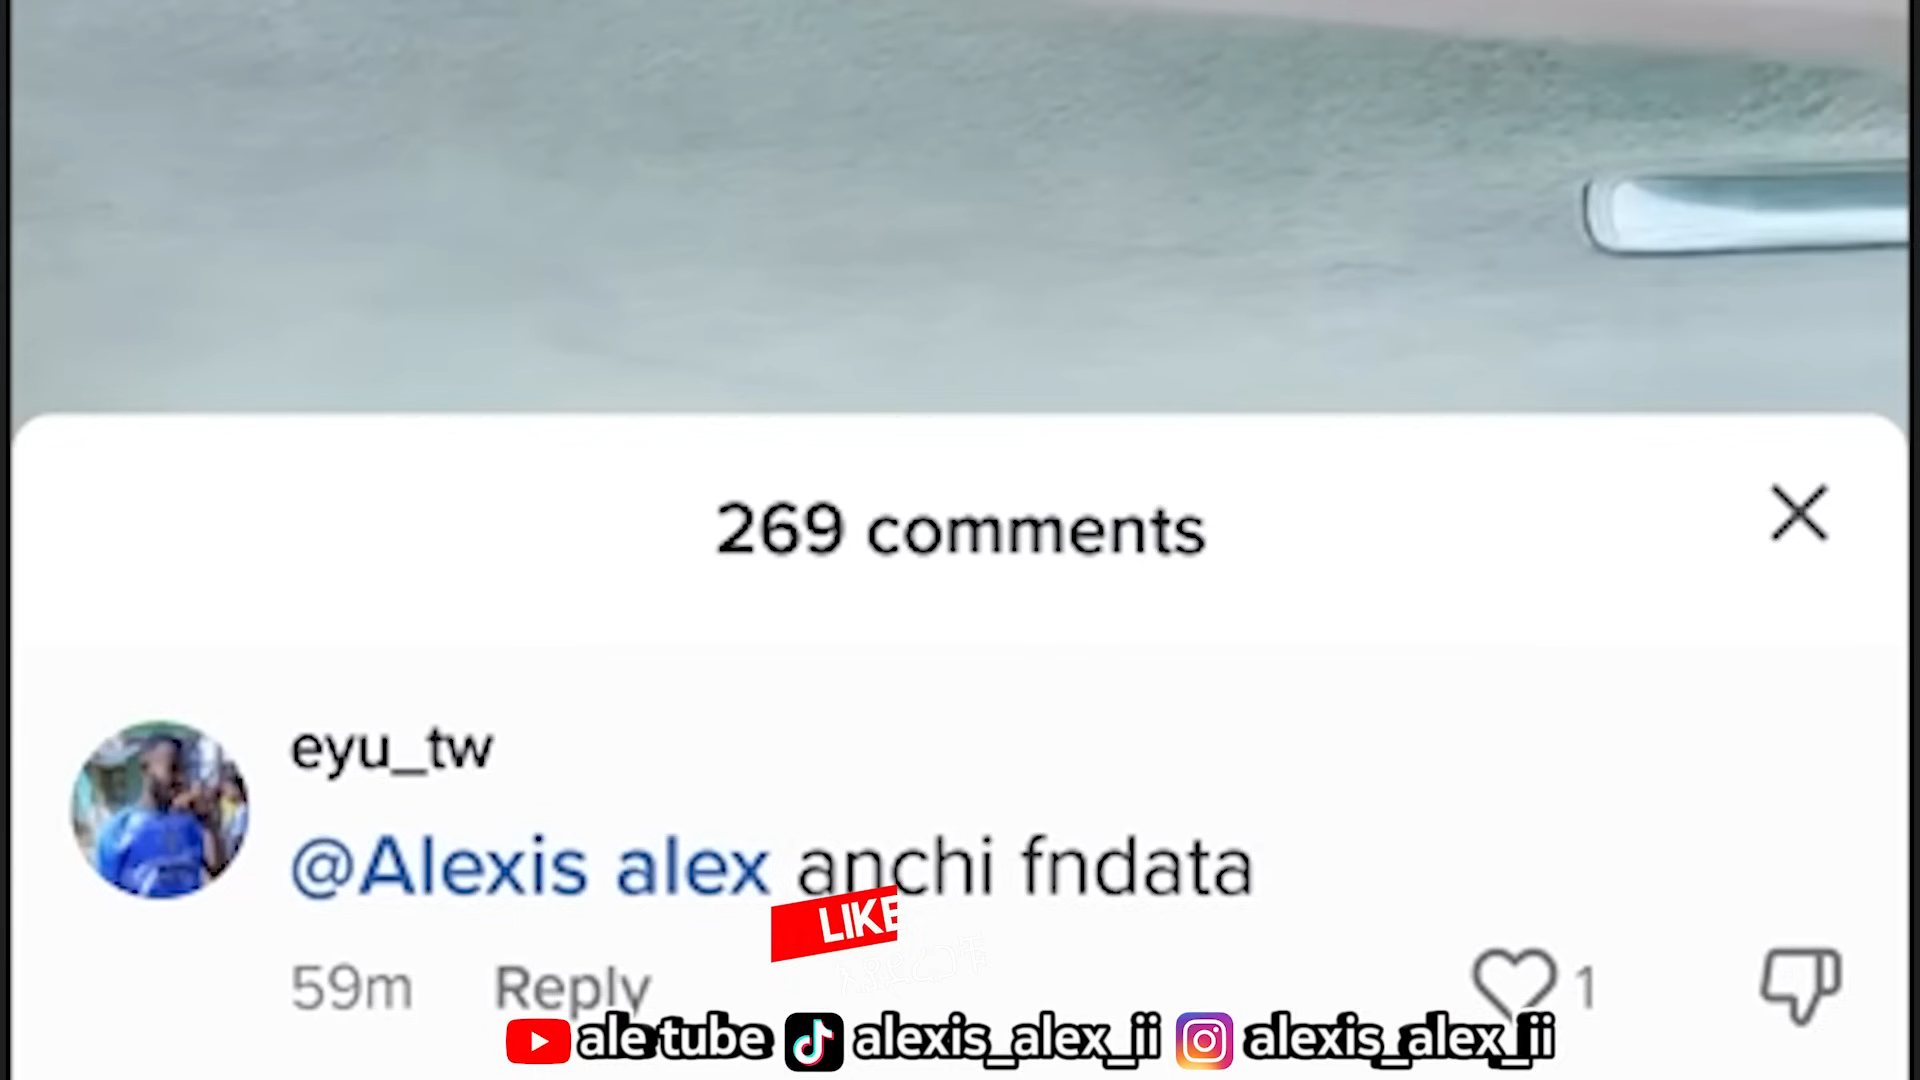 269 comments
eyu_tw
@Alexis alex anchi fndata
LIKE
59m Reply 1
ale tube alexis_alex_ii alexis_alex_ii